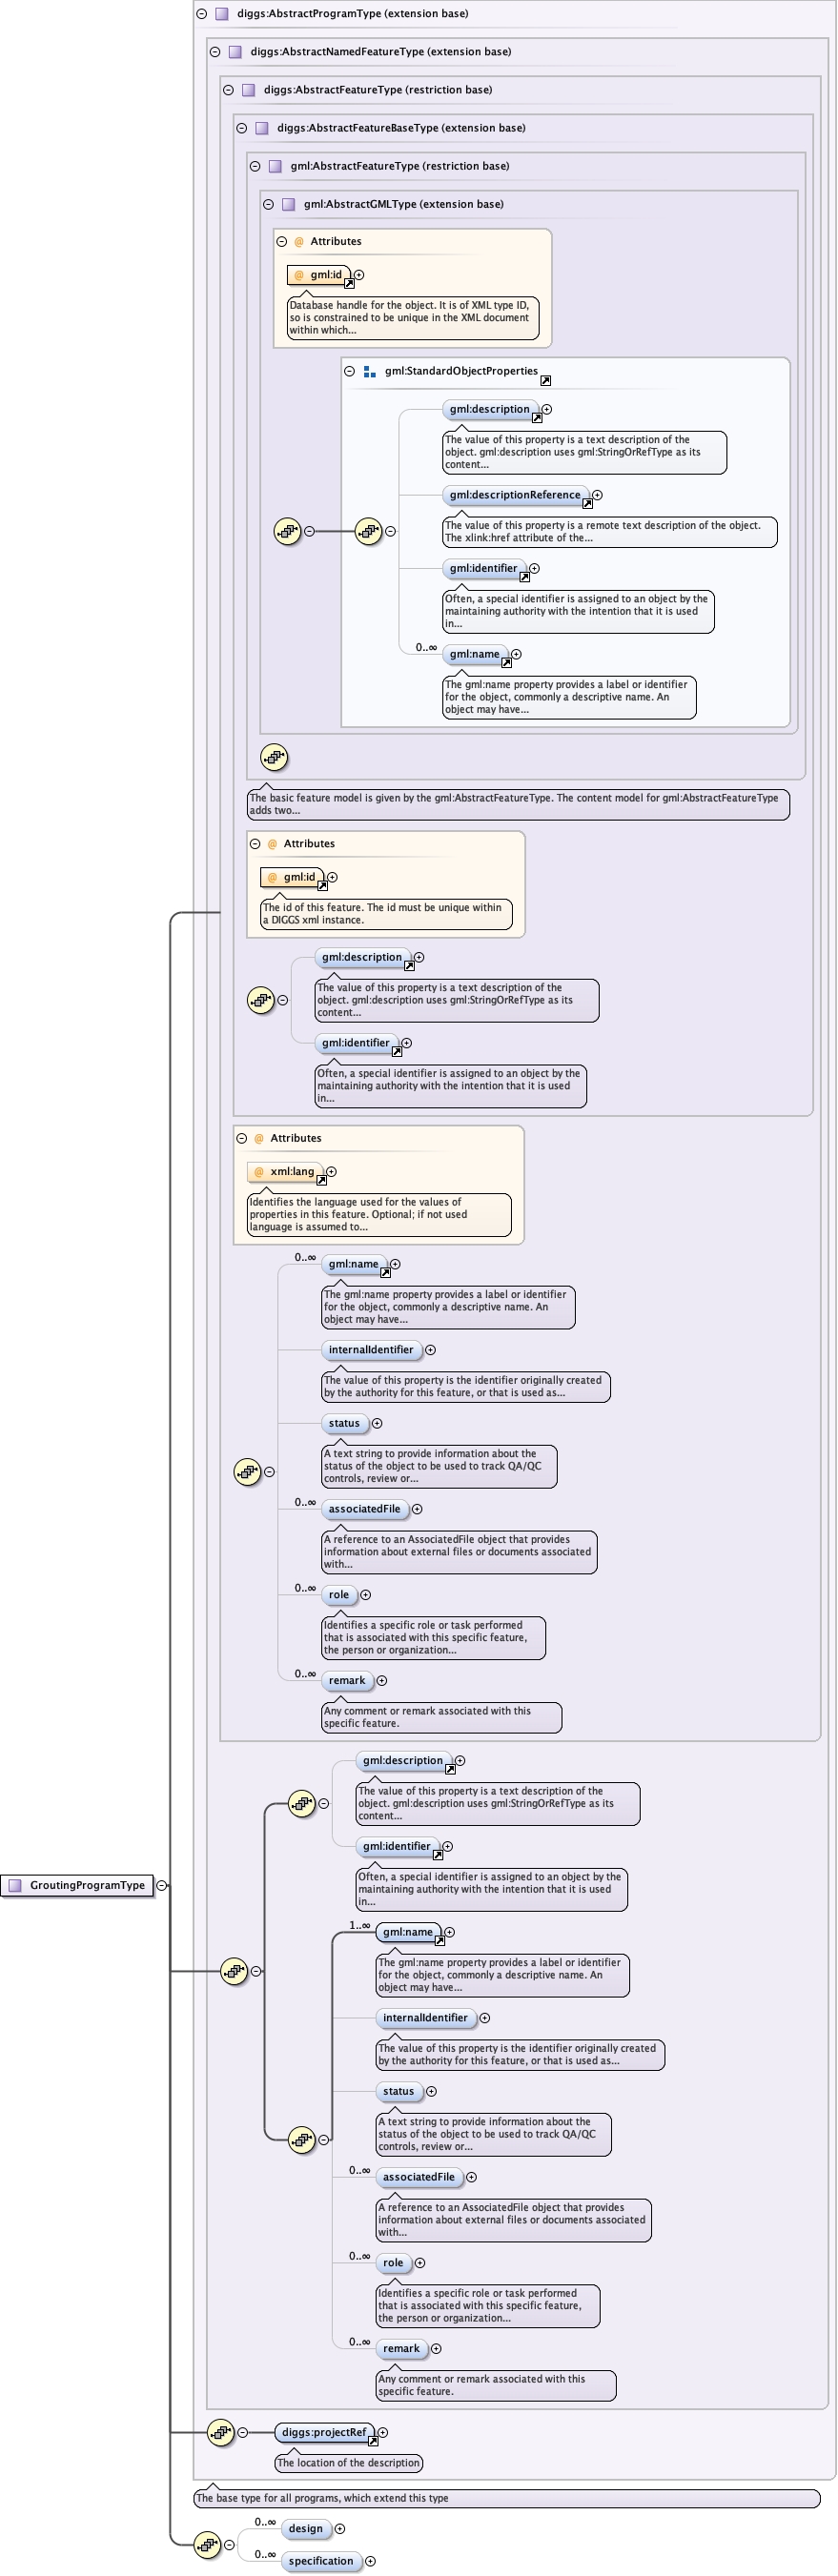 diggs:AbstractProgramType (extension base)
diggs:AbstractNamedFeatureType (extension base)
diggs:AbstractFeatureType (restriction base)
diggs:AbstractFeatureBaseType (extension base)
gml:AbstractFeatureType (restriction base)
gml:AbstractGMLType (extension base)
@ Attributes
@ gml:id
Database handle for the object. It is of XML type ID,
so is constrained to be unique in the XML document
within which...
gml:StandardObjectProperties
gml:description
The value of this property is a text description of the
object. gml:description uses gml:StringOrRefType as its
content...
gml:descriptionReference
The value of this property is a remote text description of the object.
The xlink:href attribute of the...
gml:identifier
Often, a special identifier is assigned to an object by the
maintaining authority with the intention that it is used
in...
0..∞
gml:name
The gml:name property provides a label or identifier
for the object, commonly a descriptive name. An
object may have...
The basic feature model is given by the gml:AbstractFeatureType. The content model for gml:AbstractFeatureType
adds two...
@ Attributes
@ gml:id
The id of this feature. The id must be unique within
a DIGGS xml instance.
gml:description
The value of this property is a text description of the
object. gml:description uses gml:StringOrRefType as its
content...
gml:identifier
Often, a special identifier is assigned to an object by the
maintaining authority with the intention that it is used
in...
@ Attributes
@ xml:lang
Identifies the language used for the values of
properties in this feature. Optional; if not used
language is assumed to...
0..∞
gml:name
The gml:name property provides a label or identifier
for the object, commonly a descriptive name. An
object may have...
internalIdentifier
The value of this property is the identifier originally created
by the authority for this feature, or that is used as...
status
A text string to provide information about the
status of the object to be used to track QA/QC
controls, review or...
0..∞
associatedFile
A reference to an AssociatedFile object that provides
information about external files or documents associated
with...
0..∞
role
Identifies a specific role or task performed
that is associated with this specific feature,
the person or organization...
0..∞
remark
Any comment or remark associated with this
specific feature.
gml:description
The value of this property is a text description of the
object. gml:description uses gml:StringOrRefType as its
content...
gml:identifier
Often, a special identifier is assigned to an object by the
maintaining authority with the intention that it is used
in...
GroutingProgramType
1..∞
gml:name
The gml:name property provides a label or identifier
for the object, commonly a descriptive name. An
object may have...
internalIdentifier
The value of this property is the identifier originally created
by the authority for this feature, or that is used as...
status
A text string to provide information about the
status of the object to be used to track QA/QC
controls, review or...
0..∞
associatedFile
A reference to an AssociatedFile object that provides
information about external files or documents associated
with...
0..∞
role
Identifies a specific role or task performed
that is associated with this specific feature,
the person or organization...
0..∞
remark
Any comment or remark associated with this
specific feature.
diggs:projectRef
The location of the description
The base type for all programs, which extend this type
0..∞
design
0..∞
specification